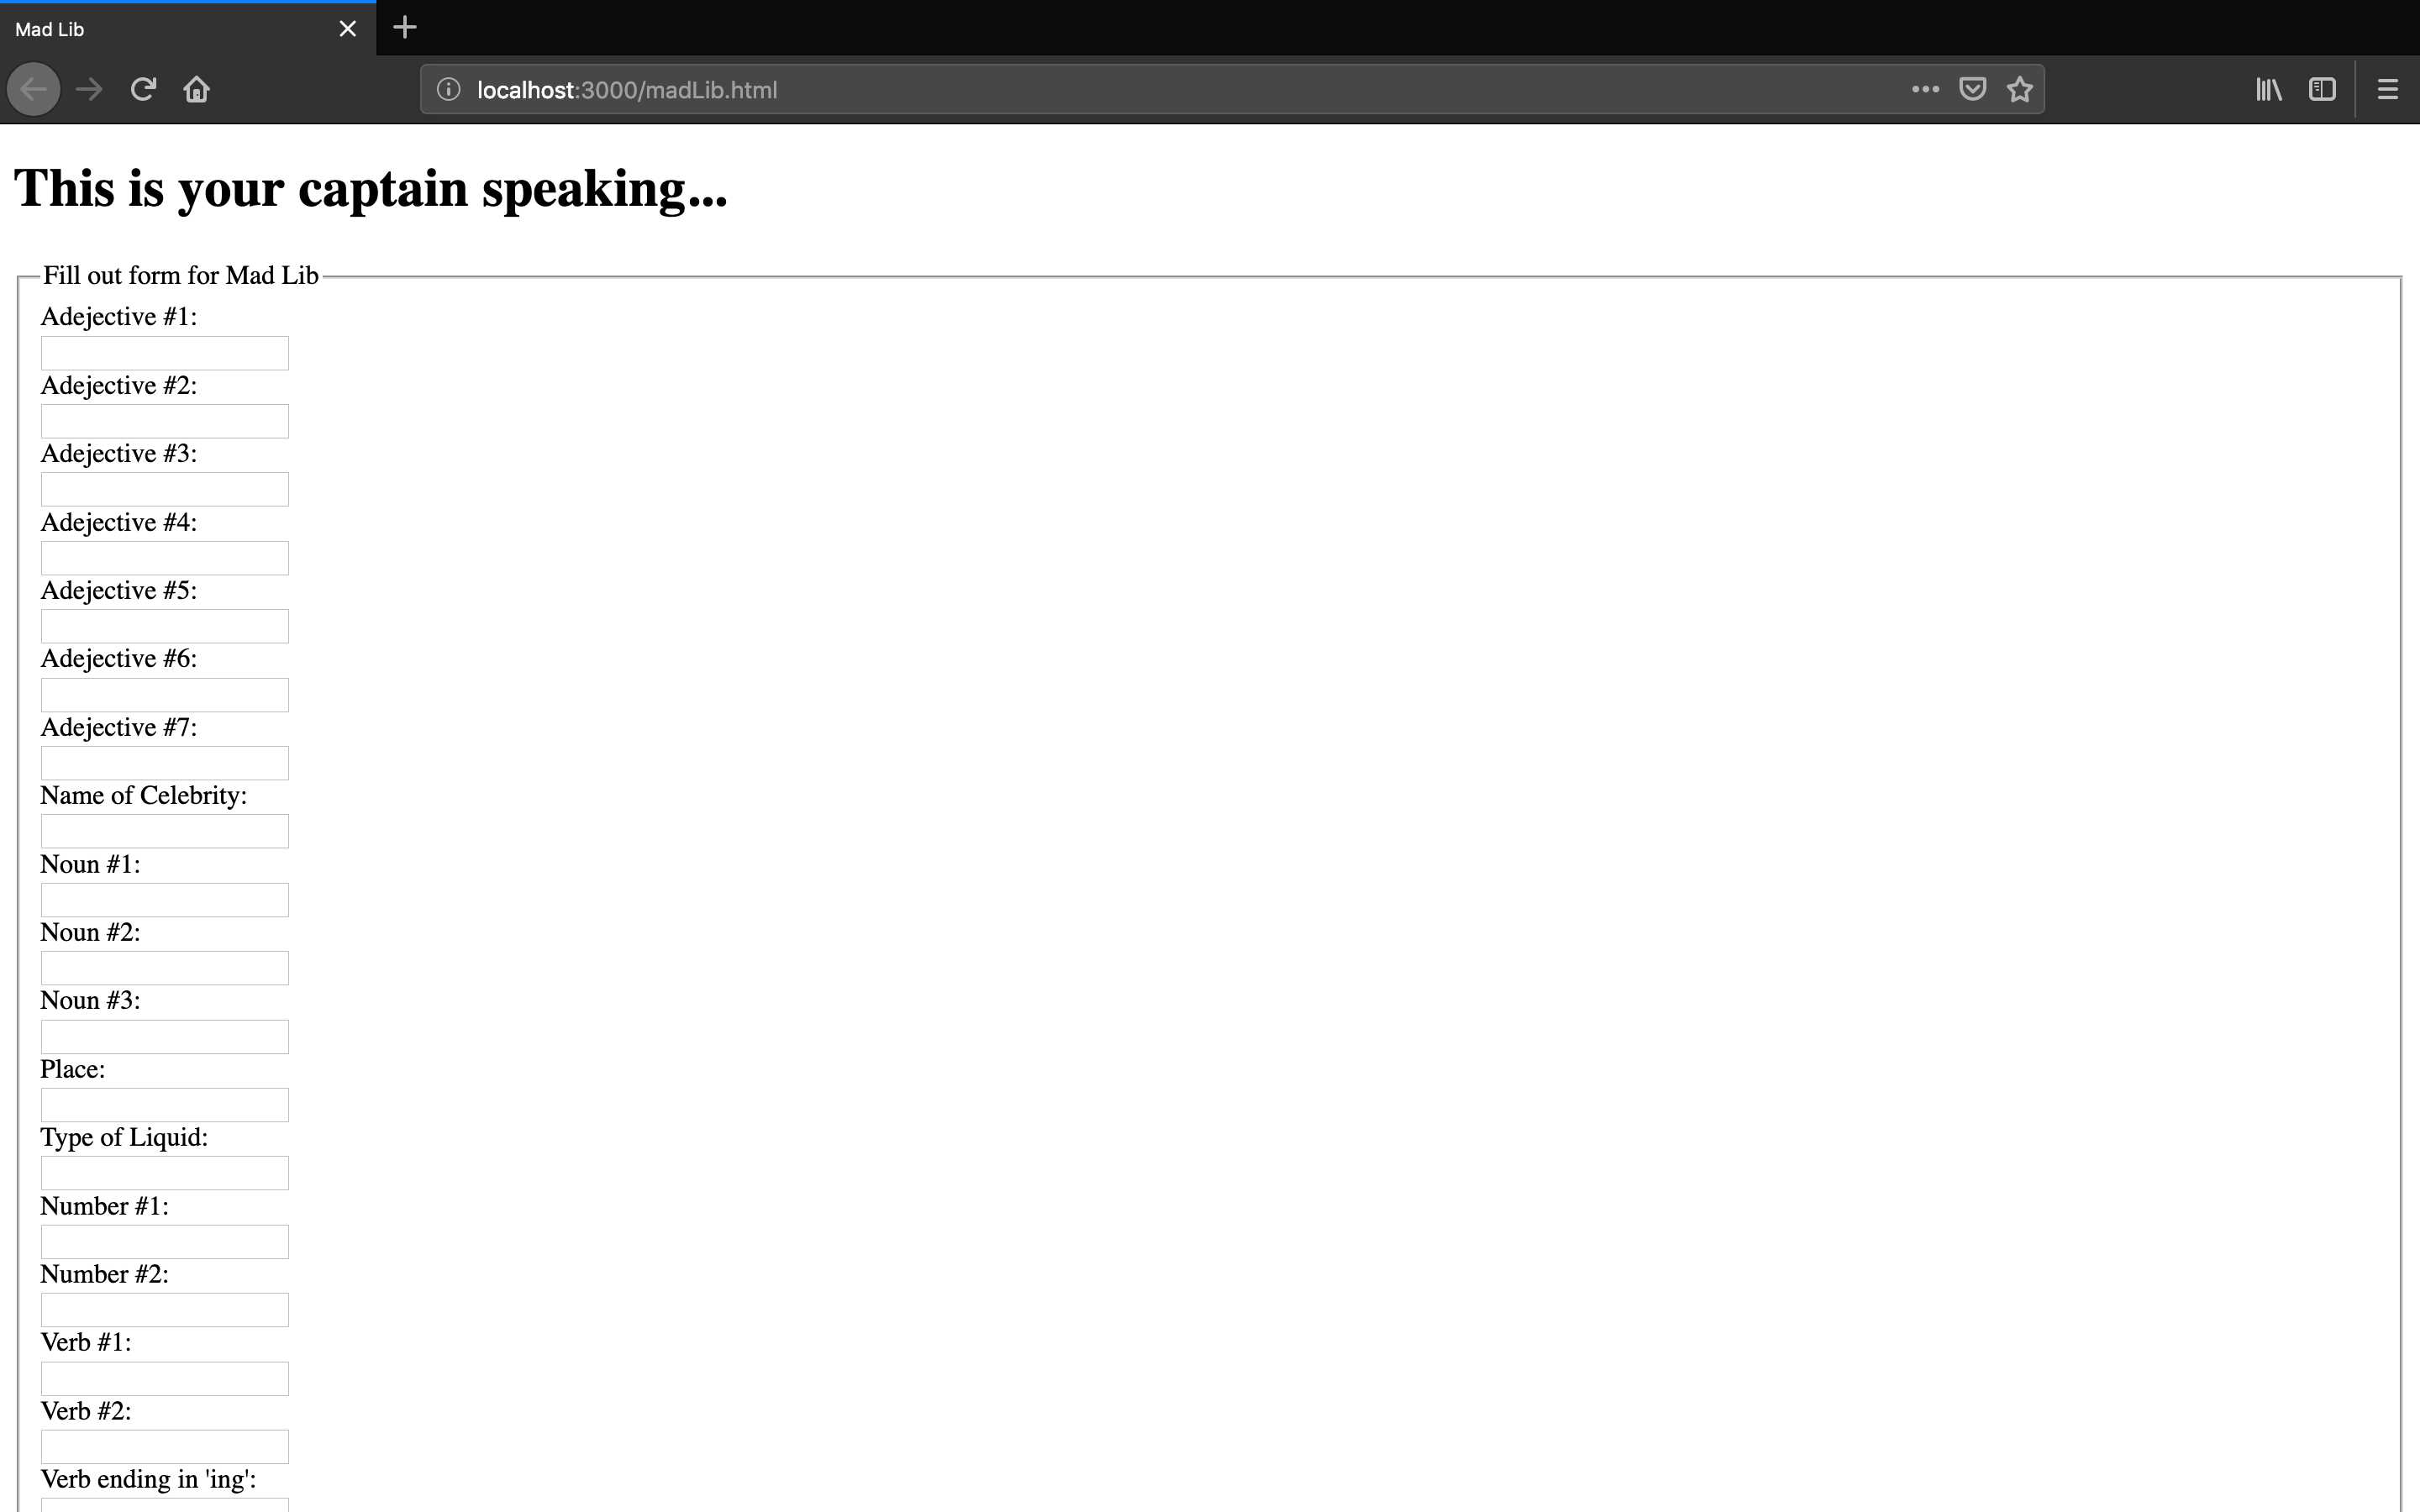 Mad Lib
localhost:3000/madLib.html
This is your captain speaking...
Fill out form for Mad Lib
Adejective #1:
Adejective #2:
Adejective #3:
Adejective #4:
Adejective #5:
Adejective #6:
Adejective #7:
Name of Celebrity:
Noun #1:
Noun #2:
Noun #3:
Place:
Type of Liquid:
Number #1:
Number #2:
Verb #1:
Verb #2:
Verb ending in 'ing':